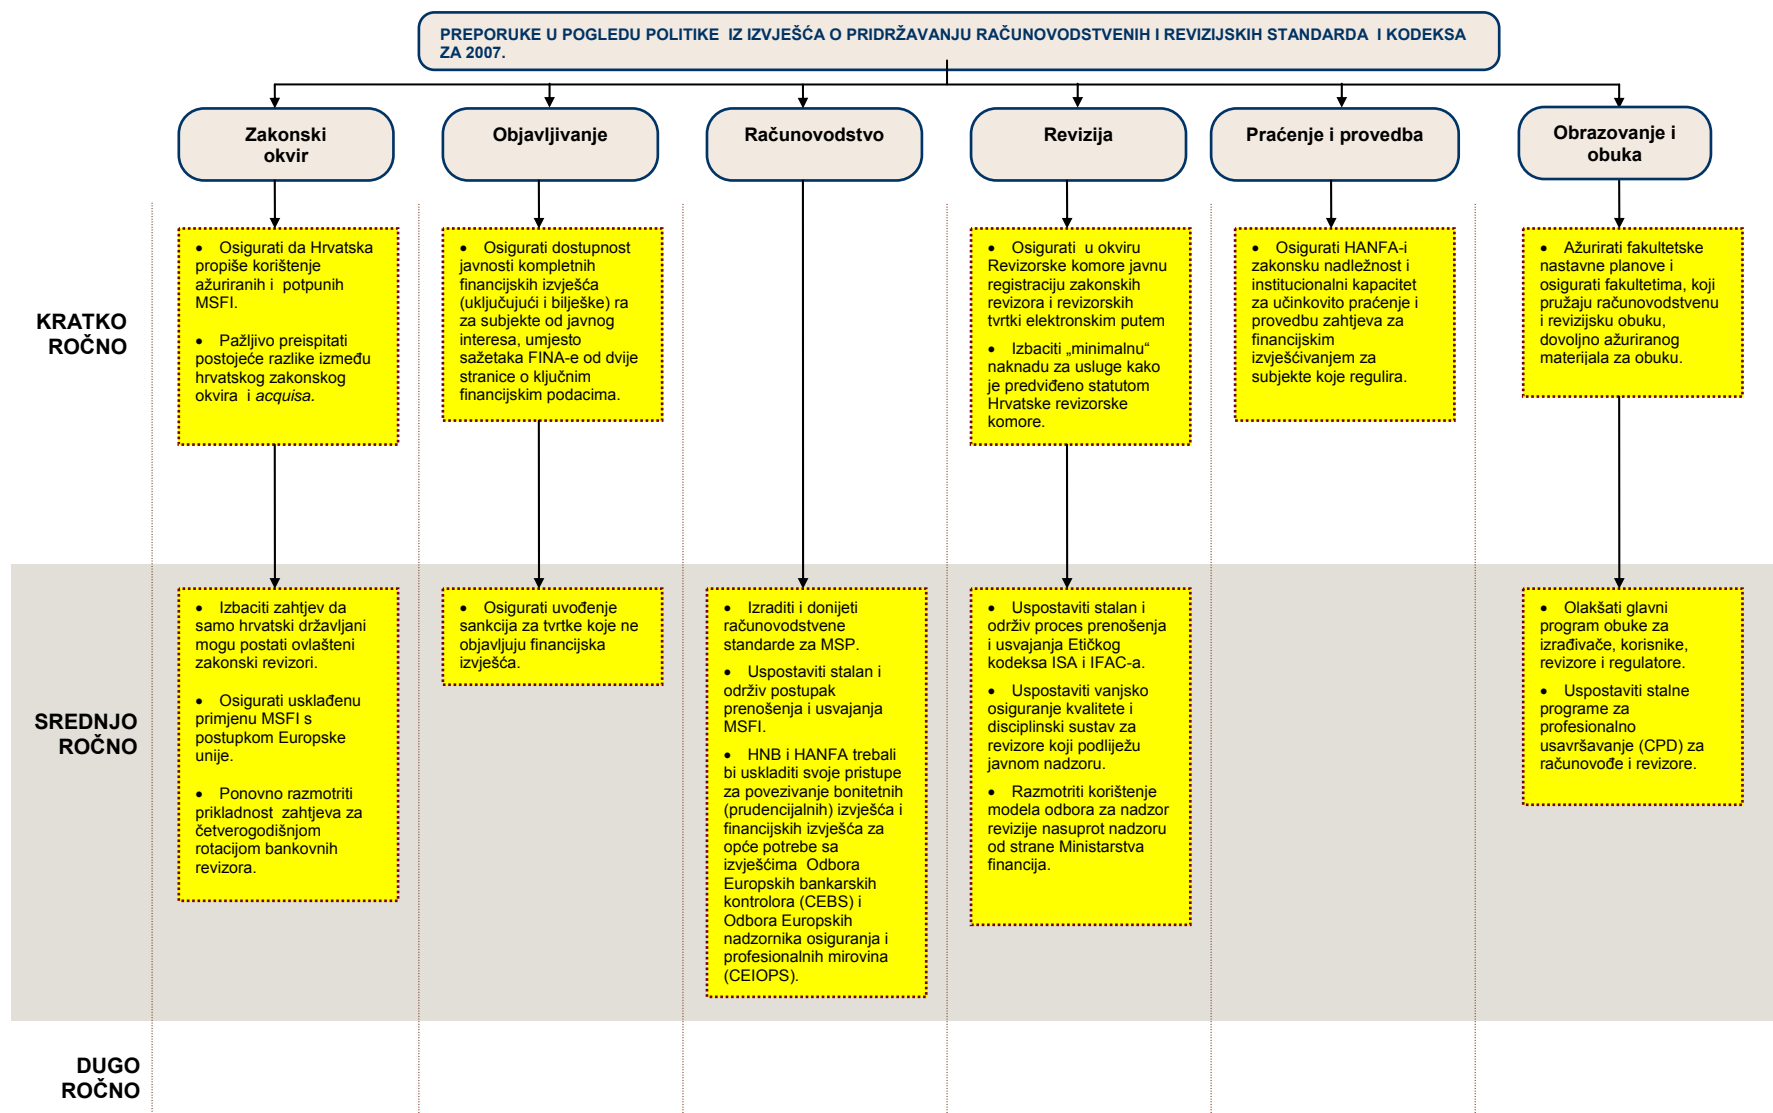 PREPORUKE U POGLEDU POLITIKE IZ IZVJEŠĆA O PRIDRŽAVANJU RAČUNOVODSTVENIH I REVIZIJSKIH STANDARDA I KODEKSA
ZA 2007.
Zakonski
okvir
Objavljivanje
Računovodstvo
Revizija
Praćenje i provedba
Obrazovanje i
obuka
KRATKO
ROČNO
• Osigurati da Hrvatska
propiše korištenje
ažuriranih i potpunih
MSFI.
• Pažljivo preispitati
postojeće razlike između
hrvatskog zakonskog
okvira i acquisa.
• Osigurati dostupnost
javnosti kompletnih
financijskih izvješća
(uključujući i bilješke) ra
za subjekte od javnog
interesa, umjesto
sažetaka FINA-e od dvije
stranice o ključnim
financijskim podacima.
• Osigurati u okviru
Revizorske komore javnu
registraciju zakonskih
revizora i revizorskih
tvrtki elektronskim putem
• Izbaciti „minimalnu“
naknadu za usluge kako
je predviđeno statutom
Hrvatske revizorske
komore.
• Osigurati HANFA-i
zakonsku nadležnost i
institucionalni kapacitet
za učinkovito praćenje i
provedbu zahtjeva za
financijskim
izvješćivanjem za
subjekte koje regulira.
• Ažurirati fakultetske
nastavne planove i
osigurati fakultetima, koji
pružaju računovodstvenu
i revizijsku obuku,
dovoljno ažuriranog
materijala za obuku.
SREDNJO
ROČNO
• Izbaciti zahtjev da
samo hrvatski državljani
mogu postati ovlašteni
zakonski revizori.
• Osigurati usklađenu
primjenu MSFI s
postupkom Europske
unije.
• Ponovno razmotriti
prikladnost zahtjeva za
četverogodišnjom
rotacijom bankovnih
revizora.
• Osigurati uvođenje
sankcija za tvrtke koje ne
objavljuju financijska
izvješća.
• Izraditi i donijeti
računovodstvene
standarde za MSP.
• Uspostaviti stalan i
održiv postupak
prenošenja i usvajanja
MSFI.
• HNB i HANFA trebali
bi uskladiti svoje pristupe
za povezivanje bonitetnih
(prudencijalnih) izvješća i
financijskih izvješća za
opće potrebe sa
izvješćima Odbora
Europskih bankarskih
kontrolora (CEBS) i
Odbora Europskih
nadzornika osiguranja i
profesionalnih mirovina
(CEIOPS).
• Uspostaviti stalan i
održiv proces prenošenja
i usvajanja Etičkog
kodeksa ISA i IFAC-a.
• Uspostaviti vanjsko
osiguranje kvalitete i
disciplinski sustav za
revizore koji podliježu
javnom nadzoru.
• Razmotriti korištenje
modela odbora za nadzor
revizije nasuprot nadzoru
od strane Ministarstva
financija.
• Olakšati glavni
program obuke za
izrađivače, korisnike,
revizore i regulatore.
• Uspostaviti stalne
programe za
profesionalno
usavršavanje (CPD) za
računovođe i revizore.
DUGO
ROČNO